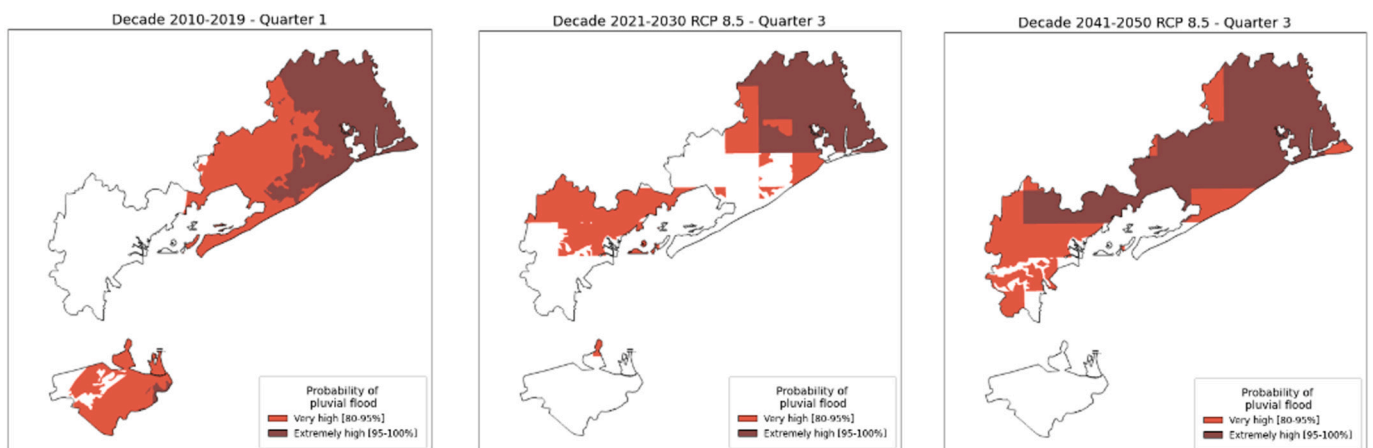 Decade 2010-2019 - Quarter 1
Probability of
pluvial flood
Very high [80-95%]
Extremely high [95-100%]
Decade 2021-2030 RCP 8.5 - Quarter 3
Probability of
pluvial flood
Very high [80-95%]
Extremely high [95-100%]
Decade 2041-2050 RCP 8.5 - Quarter 3
Probability of
pluvial flood
Very high [80-95%]
Extremely high [95-100%]